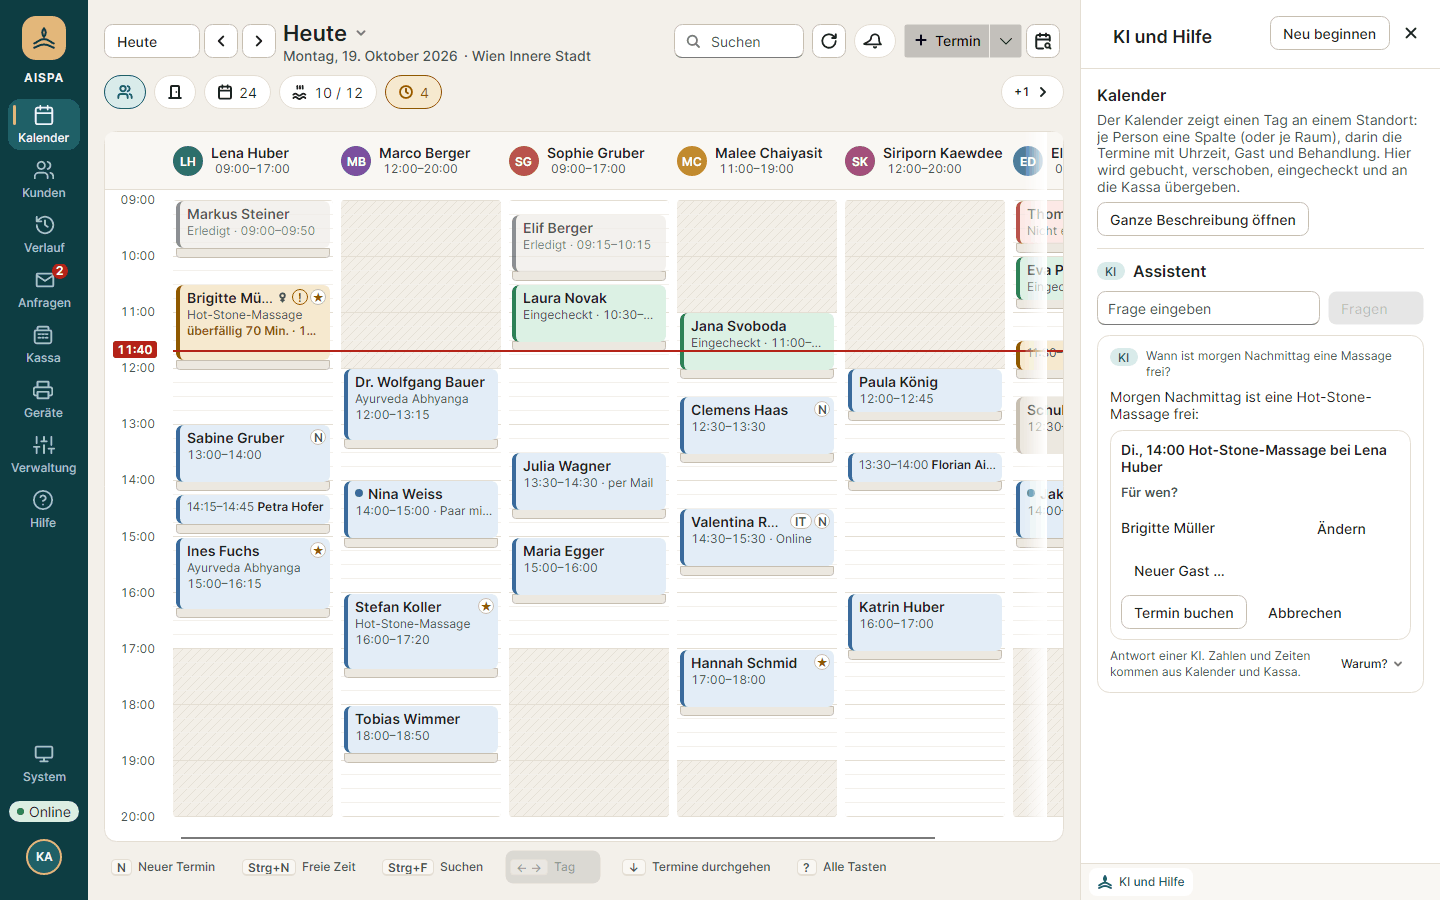 AISPA
Kalender
Kunden
Verlauf
2
Anfragen
Kassa
Geräte
Verwaltung
Hilfe
System
Online
KA
Heute
Heute
Montag, 19. Oktober 2026 · Wien Innere Stadt
Suchen
Termin
24
10 / 12
4
+1
LH
Lena Huber
09:00–17:00
MB
Marco Berger
12:00–20:00
SG
Sophie Gruber
09:00–17:00
MC
Malee Chaiyasit
11:00–19:00
SK
Siriporn Kaewdee
12:00–20:00
ED
09:00
10:00
11:00
11:40
12:00
13:00
14:00
15:00
16:00
17:00
18:00
19:00
20:00
Markus Steiner
Erledigt · 09:00–09:50
Brigitte Mü...
Hot-Stone-Massage
überfällig 70 Min. · 1...
Sabine Gruber
N
13:00–14:00
14:15–14:45 Petra Hofer
Ines Fuchs
Ayurveda Abhyanga
15:00–16:15
Dr. Wolfgang Bauer
Ayurveda Abhyanga
12:00–13:15
Nina Weiss
14:00–15:00 · Paar mi...
Stefan Koller
Hot-Stone-Massage
16:00–17:20
Tobias Wimmer
18:00–18:50
Elif Berger
Erledigt · 09:15–10:15
Laura Novak
Eingecheckt · 10:30–...
Julia Wagner
13:30–14:30 · per Mail
Maria Egger
15:00–16:00
Jana Svoboda
Eingecheckt · 11:00–...
Clemens Haas
N
12:30–13:30
Valentina R...
IT
N
14:30–15:30 · Online
Hannah Schmid
17:00–18:00
Paula König
12:00–12:45
13:30–14:00 Florian Ai...
Katrin Huber
16:00–17:00
Thom
Nicht e
Eva P
Eingec
11:30
Schul
12:30
Jak
14:00
N
Neuer Termin
Strg+N
Freie Zeit
Strg+F
Suchen
← →
Tag
↓
Termine durchgehen
?
Alle Tasten
KI und Hilfe
Neu beginnen
Kalender
Der Kalender zeigt einen Tag an einem Standort:
je Person eine Spalte (oder je Raum), darin die
Termine mit Uhrzeit, Gast und Behandlung. Hier
wird gebucht, verschoben, eingecheckt und an
die Kassa übergeben.
Ganze Beschreibung öffnen
KI
Assistent
Frage eingeben
Fragen
KI
Wann ist morgen Nachmittag eine Massage
frei?
Morgen Nachmittag ist eine Hot-Stone-
Massage frei:
Di., 14:00 Hot-Stone-Massage bei Lena
Huber
Für wen?
Brigitte Müller
Ändern
Neuer Gast ...
Termin buchen
Abbrechen
Antwort einer KI. Zahlen und Zeiten
kommen aus Kalender und Kassa.
Warum?
KI und Hilfe